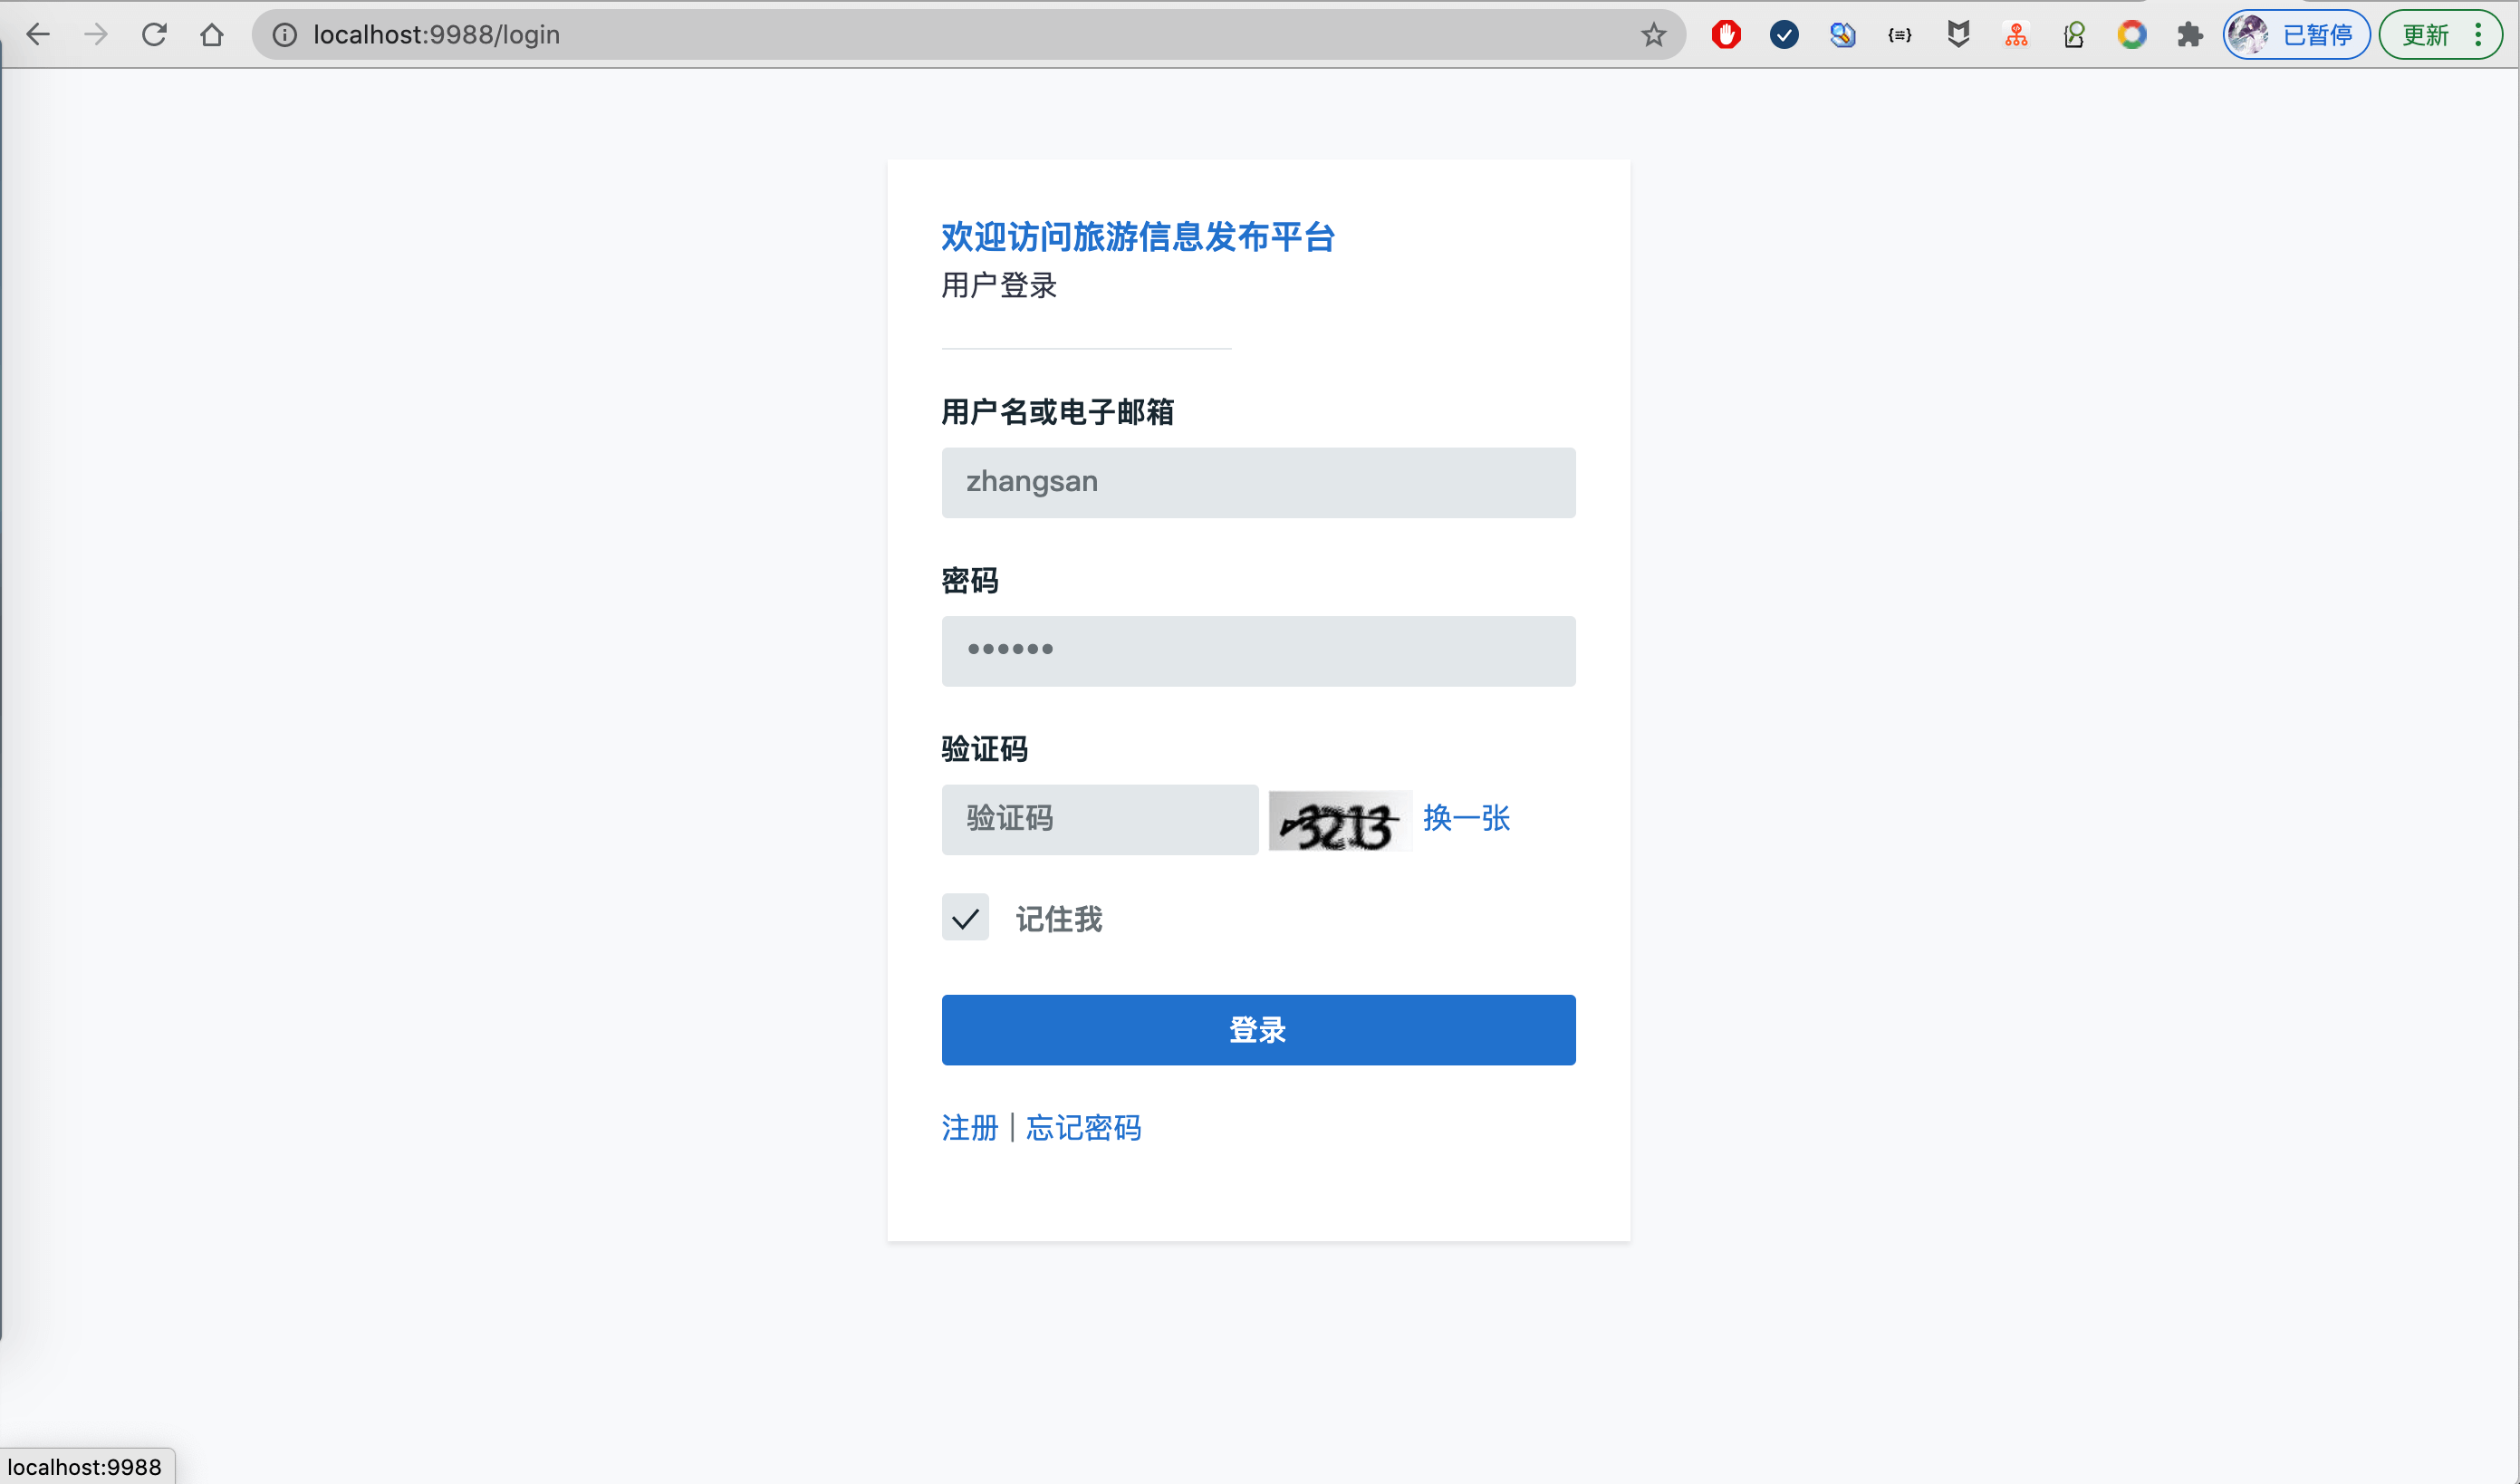 localhost:9988/login
已暂停
更新
欢迎访问旅游信息发布平台
用户登录
用户名或电子邮箱
zhangsan
密码
••••••
验证码
验证码 3213 换一张
记住我
登录
注册 | 忘记密码
localhost:9988